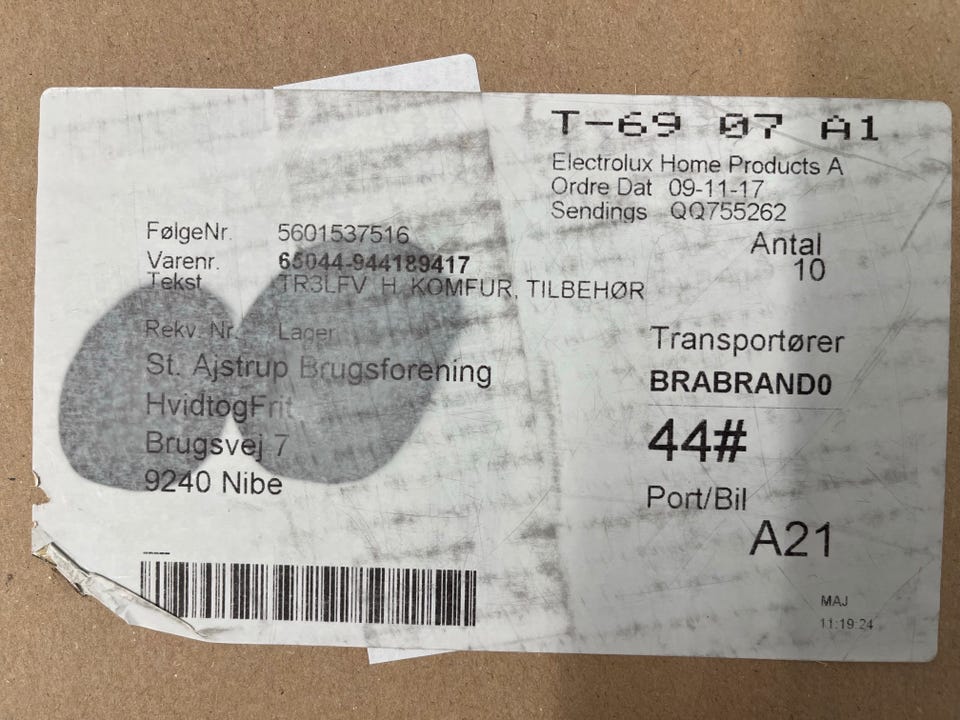 T-69 07 A1
Electrolux Home Products A
Ordre Dat 09-11-17
Sendings QQ755262
FølgeNr. 5601537516
Antal
10
Varenr. 65044-944189417
Tekst TR3LFV H. KOMFUR, TILBEHØR
Rekv. Nr. Lager
Transportører
St. Ajstrup Brugsforening
BRABRAND0
HvidtogFrit
44#
Brugsvej 7
9240 Nibe
Port/Bil
A21
MAJ
11:19:24